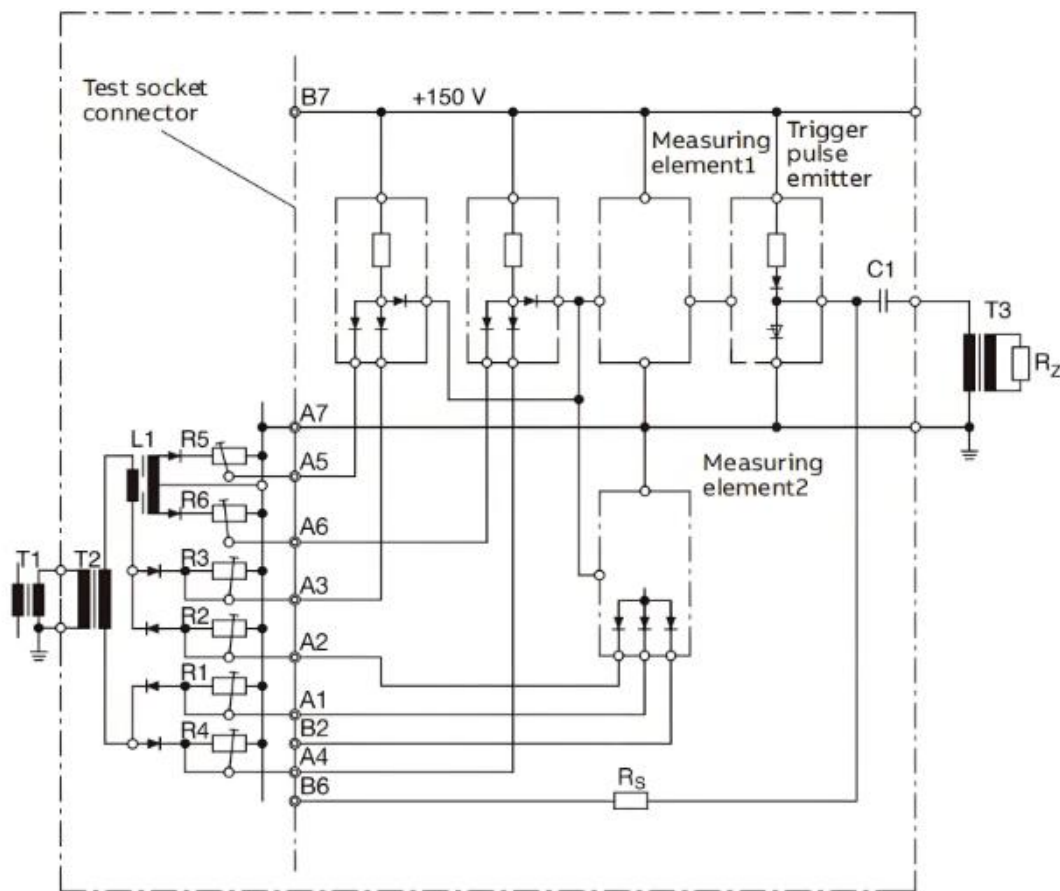 Test socket
connector
B7
+150 V
Measuring
element1
Trigger
pulse
emitter
C1
T3
RZ
A7
L1
R5
A5
Measuring
element2
R6
A6
T1
T2
R3
A3
R2
A2
R1
A1
B2
R4
A4
B6
RS